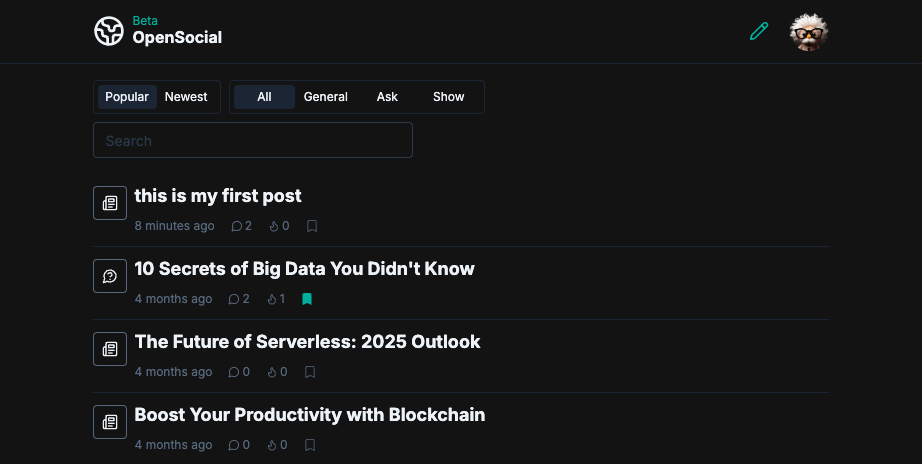 Beta
OpenSocial
Popular Newest All General Ask Show
Search
this is my first post
8 minutes ago 2 0
10 Secrets of Big Data You Didn't Know
4 months ago 2 1
The Future of Serverless: 2025 Outlook
4 months ago 0 0
Boost Your Productivity with Blockchain
4 months ago 0 0